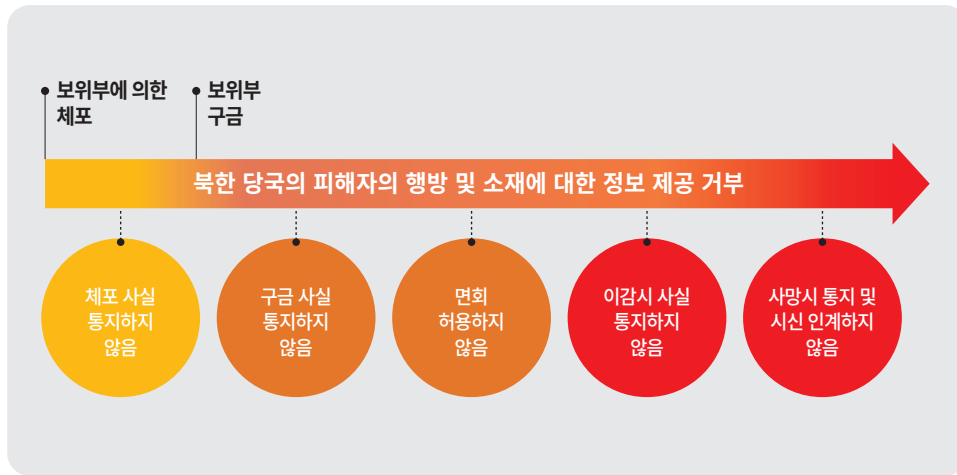 보위부에 의한
체포
보위부
구금
북한 당국의 피해자의 행방 및 소재에 대한 정보 제공 거부
체포 사실
통지하지
않음
구금 사실
통지하지
않음
면회
허용하지
않음
이감시 사실
통지하지
않음
사망시 통지 및
시신 인계하지
않음